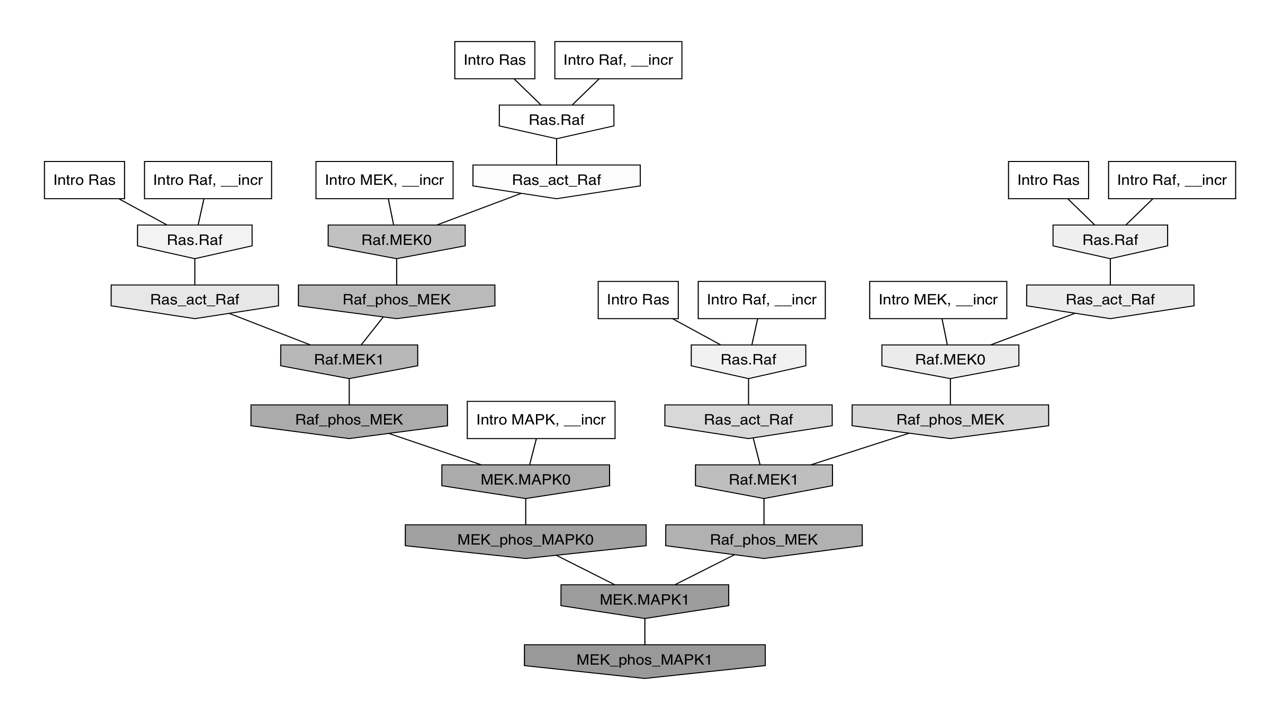 Intro Ras
Intro Raf, __incr
Ras.Raf
Intro Ras
Intro Raf, __incr
Intro MEK, __incr
Ras_act_Raf
Intro Ras
Intro Raf, __incr
Ras.Raf
Raf.MEK0
Ras.Raf
Ras_act_Raf
Raf_phos_MEK
Intro Ras
Intro Raf, __incr
Intro MEK, __incr
Ras_act_Raf
Raf.MEK1
Ras.Raf
Raf.MEK0
Raf_phos_MEK
Intro MAPK, __incr
Ras_act_Raf
Raf_phos_MEK
MEK.MAPK0
Raf.MEK1
MEK_phos_MAPK0
Raf_phos_MEK
MEK.MAPK1
MEK_phos_MAPK1